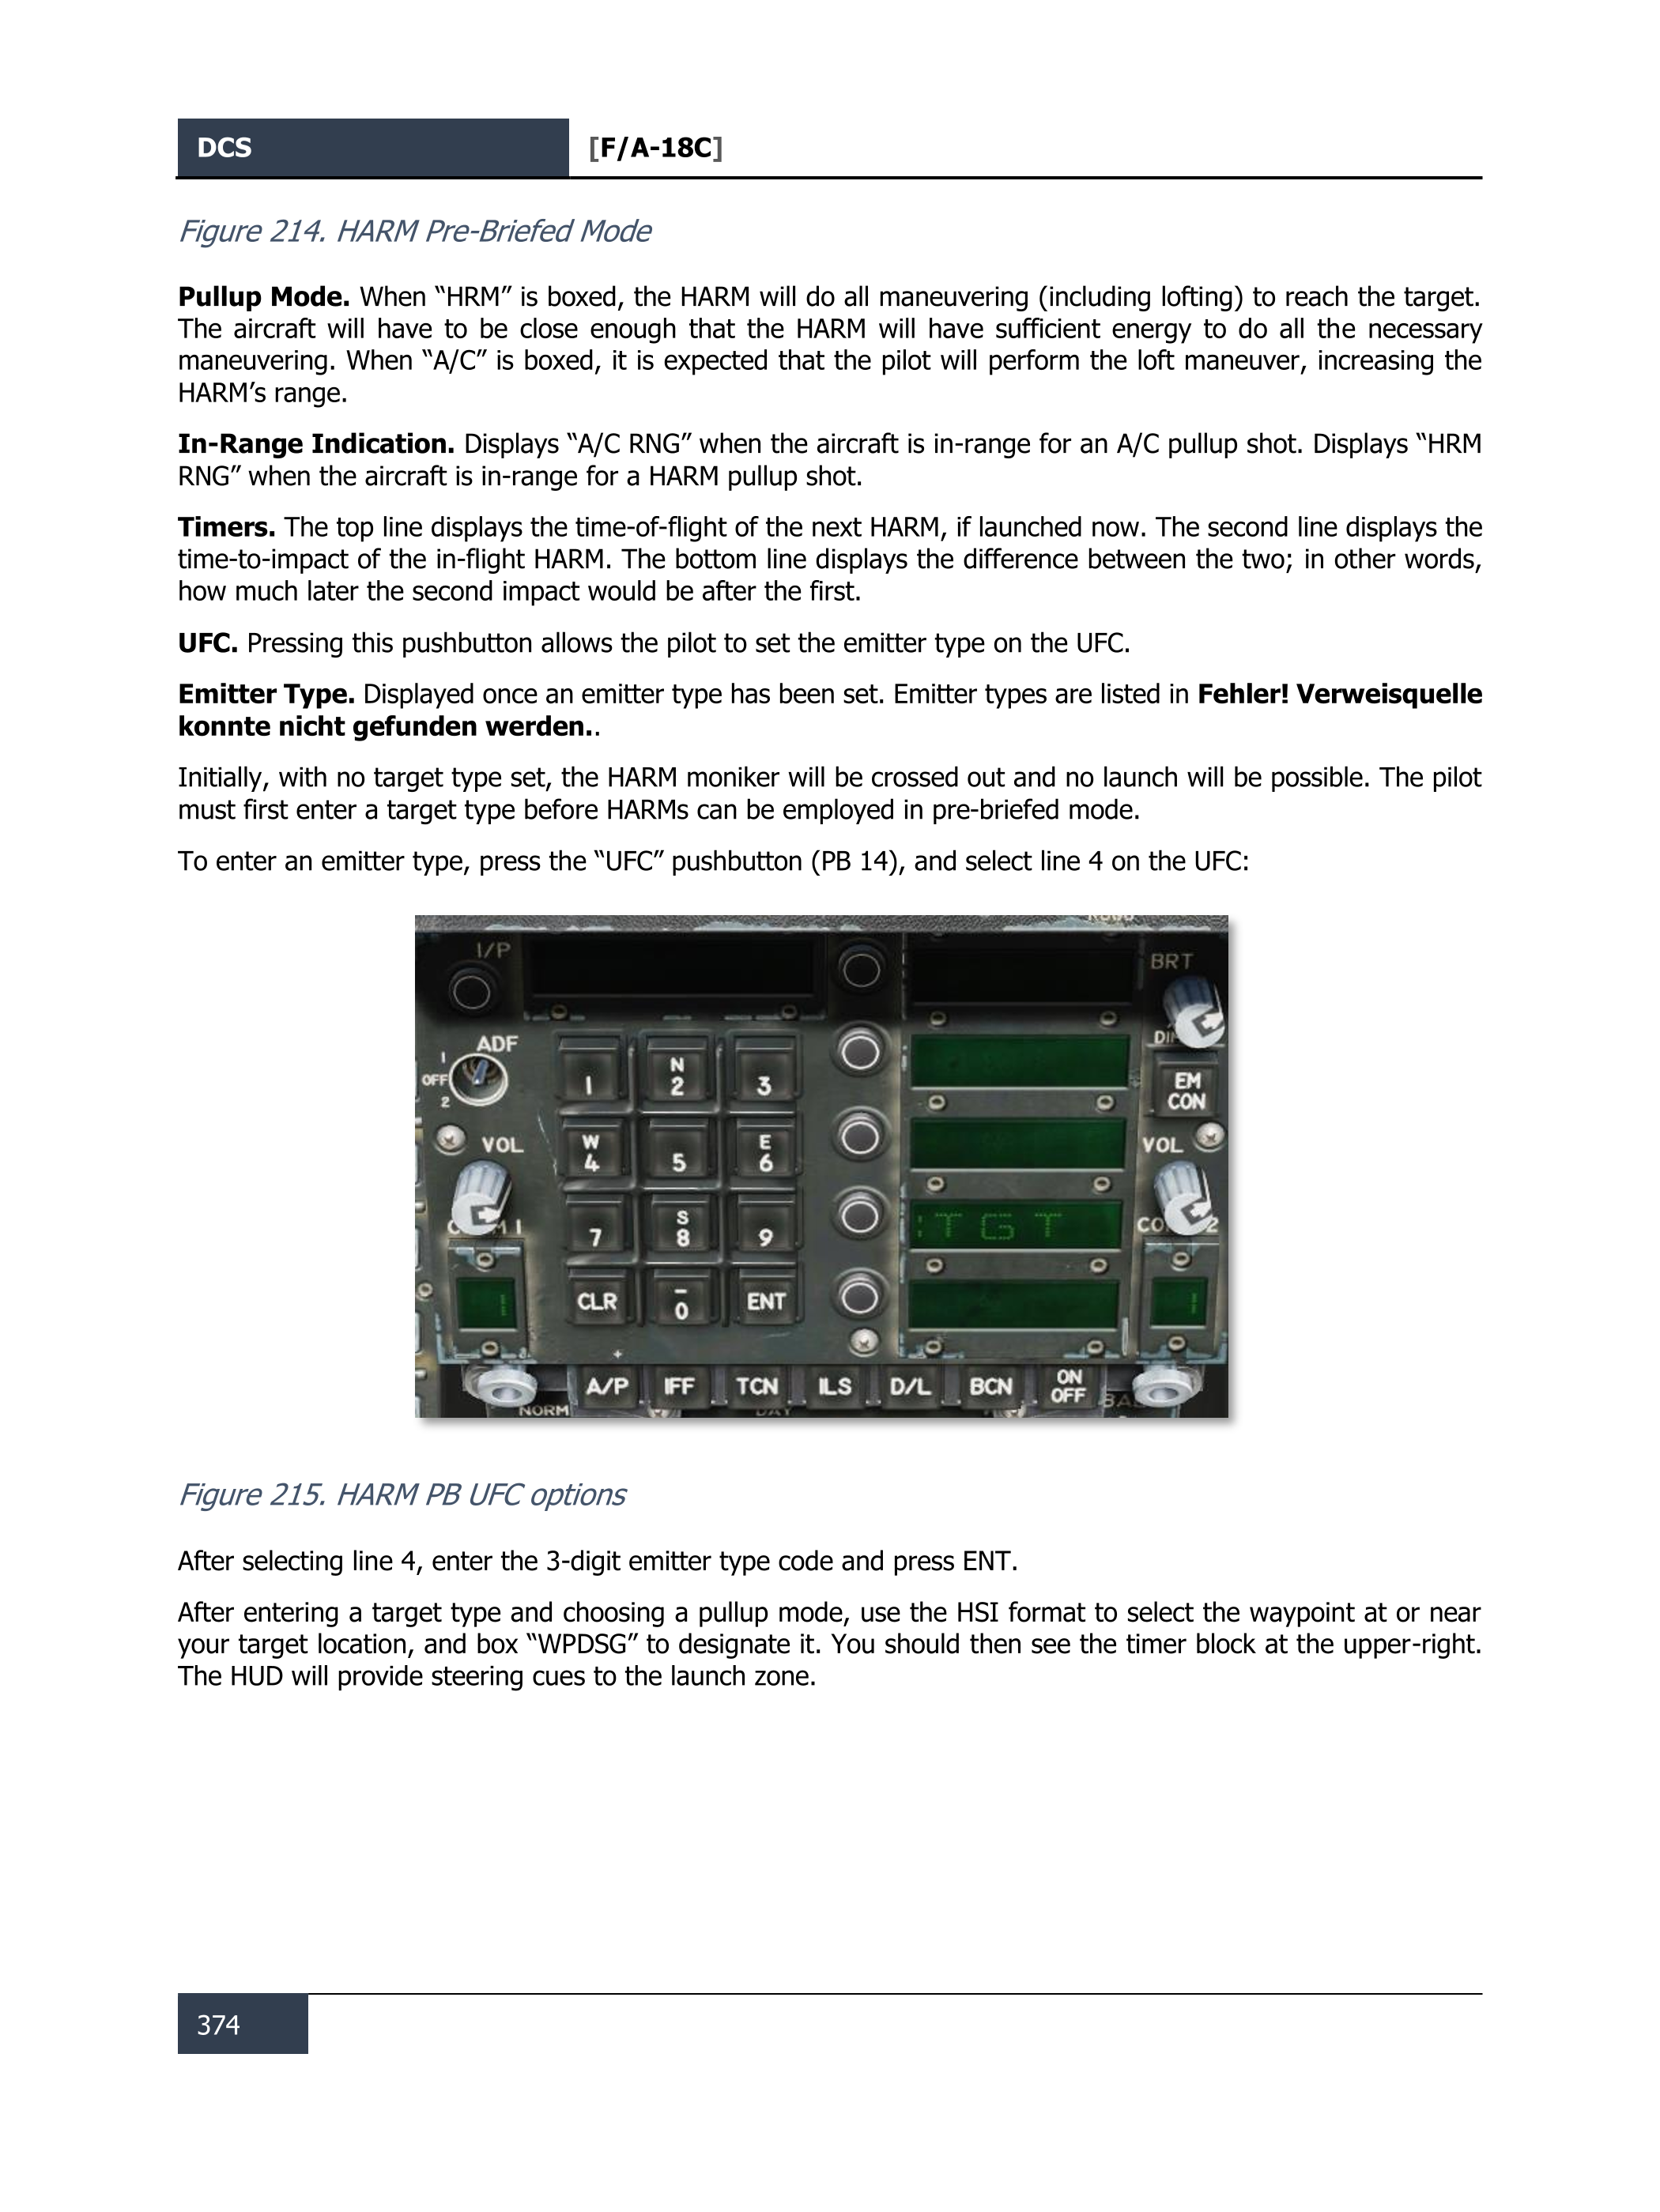 DCS
[F/A-18C]
Figure 214. HARM Pre-Briefed Mode
Pullup Mode. When “HRM” is boxed, the HARM will do all maneuvering (including lofting) to reach the target.
The aircraft will have to be close enough that the HARM will have sufficient energy to do all the necessary
maneuvering. When “A/C” is boxed, it is expected that the pilot will perform the loft maneuver, increasing the
HARM’s range.
In-Range Indication. Displays “A/C RNG” when the aircraft is in-range for an A/C pullup shot. Displays “HRM
RNG” when the aircraft is in-range for a HARM pullup shot.
Timers. The top line displays the time-of-flight of the next HARM, if launched now. The second line displays the
time-to-impact of the in-flight HARM. The bottom line displays the difference between the two; in other words,
how much later the second impact would be after the first.
UFC. Pressing this pushbutton allows the pilot to set the emitter type on the UFC.
Emitter Type. Displayed once an emitter type has been set. Emitter types are listed in Fehler! Verweisquelle
konnte nicht gefunden werden..
Initially, with no target type set, the HARM moniker will be crossed out and no launch will be possible. The pilot
must first enter a target type before HARMs can be employed in pre-briefed mode.
To enter an emitter type, press the “UFC” pushbutton (PB 14), and select line 4 on the UFC:
I/P
BRT
ADF
1
OFF
2
1
N
2
3
EM
CON
VOL
W
4
5
E
6
VOL
7
S
8
9
:TGT
CLR
–
0
ENT
A/P
IFF
TCN
ILS
D/L
BCN
ON
OFF
NORM
DAY
Figure 215. HARM PB UFC options
After selecting line 4, enter the 3-digit emitter type code and press ENT.
After entering a target type and choosing a pullup mode, use the HSI format to select the waypoint at or near
your target location, and box “WPDSG” to designate it. You should then see the timer block at the upper-right.
The HUD will provide steering cues to the launch zone.
374